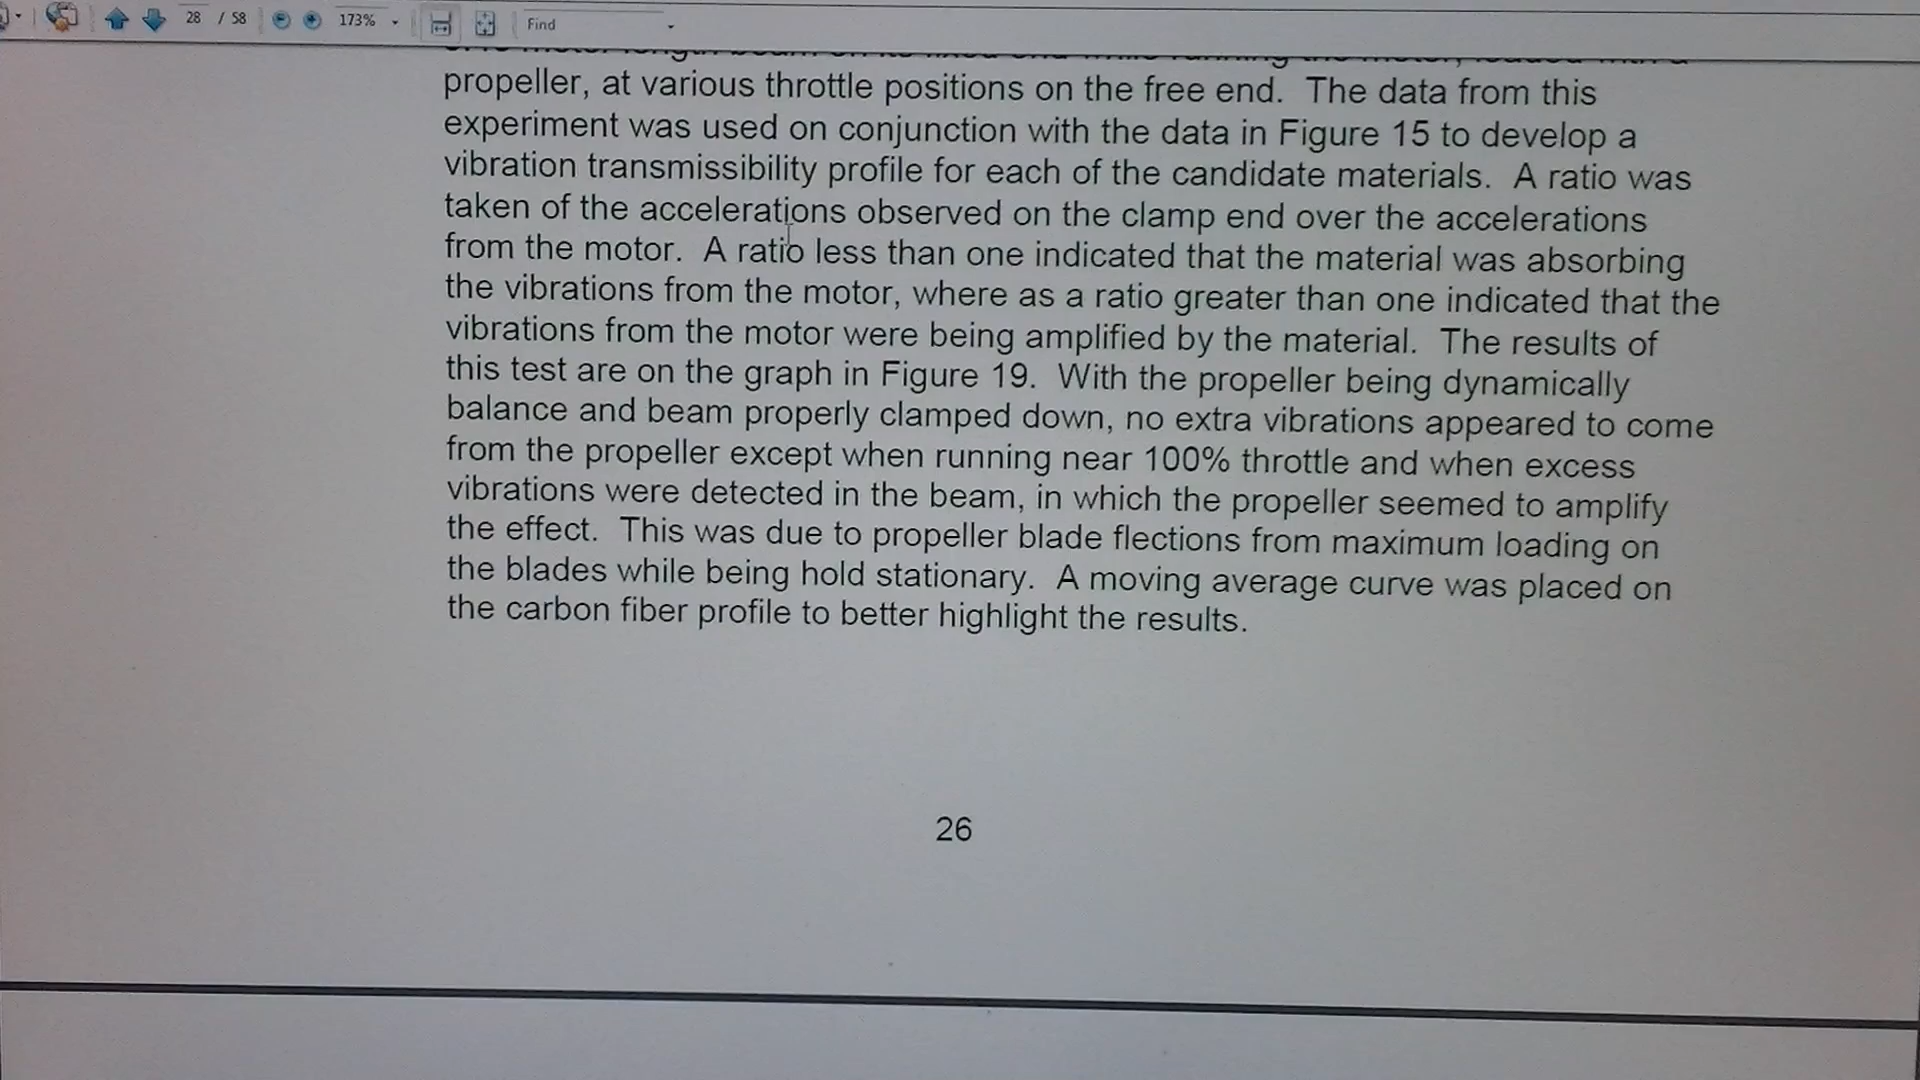 28 / 58 173% Find
propeller, at various throttle positions on the free end. The data from this
experiment was used on conjunction with the data in Figure 15 to develop a
vibration transmissibility profile for each of the candidate materials. A ratio was
taken of the accelerations observed on the clamp end over the accelerations
from the motor. A ratio less than one indicated that the material was absorbing
the vibrations from the motor, where as a ratio greater than one indicated that the
vibrations from the motor were being amplified by the material. The results of
this test are on the graph in Figure 19. With the propeller being dynamically
balance and beam properly clamped down, no extra vibrations appeared to come
from the propeller except when running near 100% throttle and when excess
vibrations were detected in the beam, in which the propeller seemed to amplify
the effect. This was due to propeller blade flections from maximum loading on
the blades while being hold stationary. A moving average curve was placed on
the carbon fiber profile to better highlight the results.
26